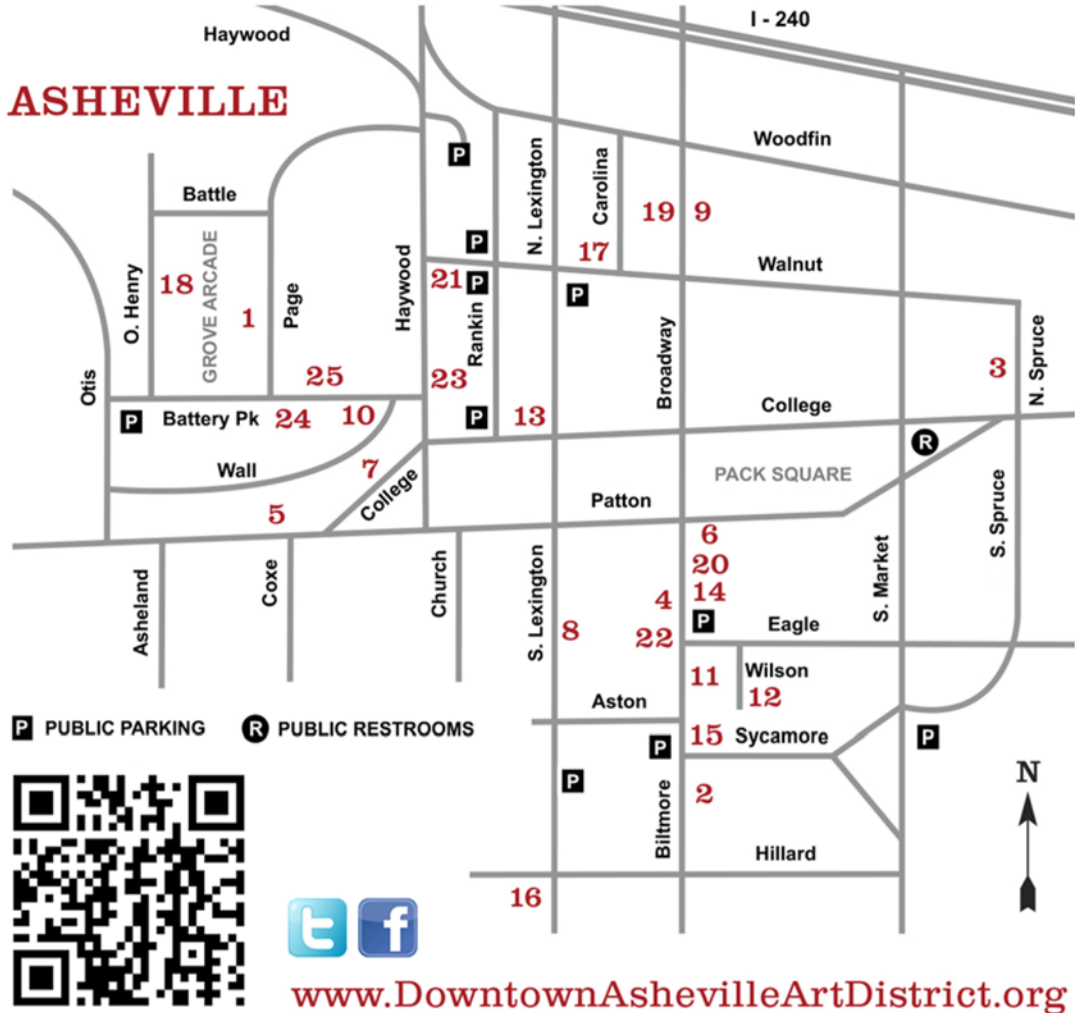 I - 240
Haywood
ASHEVILLE
Woodfin
P
N. Lexington
Carolina
Battle
19
9
P
17
Walnut
O. Henry
18
GROVE ARCADE
1
Page
Haywood
21
P
P
Rankin
Broadway
N. Spruce
3
Otis
25
23
P
Battery Pk
24
10
P
13
College
R
Wall
7
College
PACK SQUARE
5
Patton
S. Spruce
6
20
14
Asheland
Coxe
Church
S. Lexington
8
4
22
P
Eagle
S. Market
11
Wilson
12
Aston
P PUBLIC PARKING
R PUBLIC RESTROOMS
15
Sycamore
P
P
P
N
2
Biltmore
Hillard
16
t f
www.DowntownAshevilleArtDistrict.org